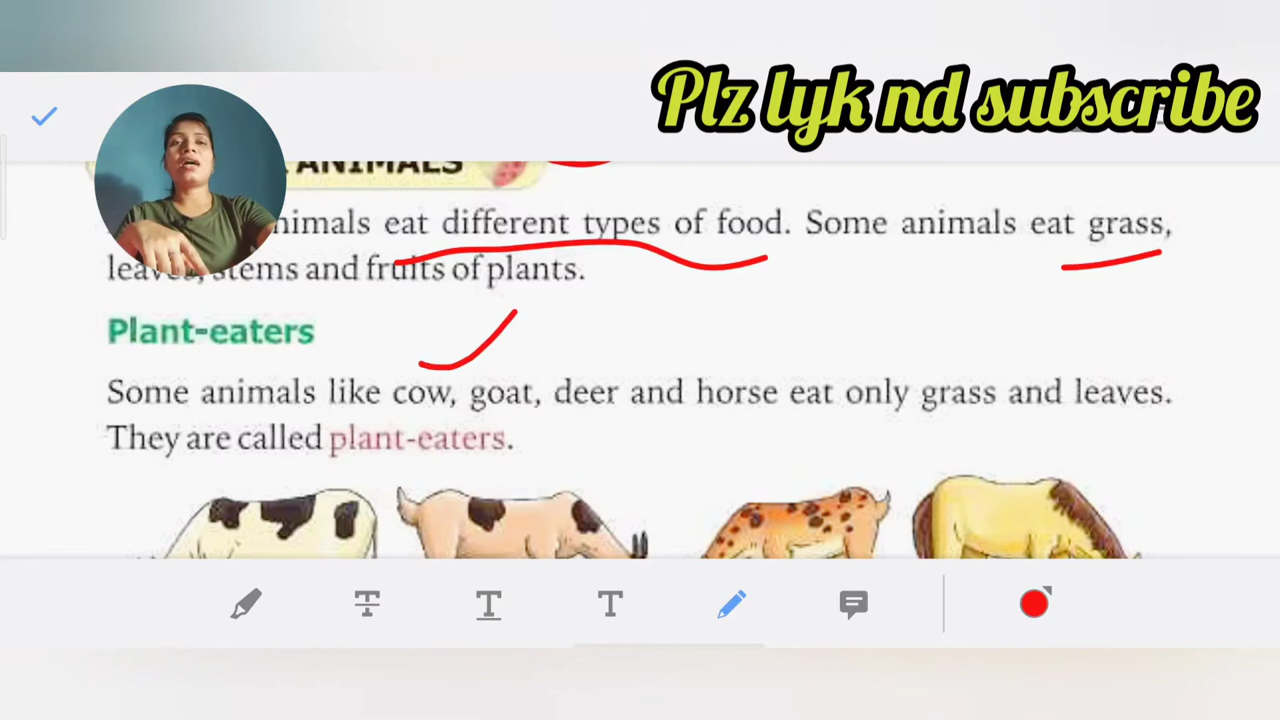 Plz lyk nd subscribe
ANIMALS
nimals eat different types of food. Some animals eat grass,
leaves, stems and fruits of plants.
Plant-eaters
Some animals like cow, goat, deer and horse eat only grass and leaves.
They are called plant-eaters.